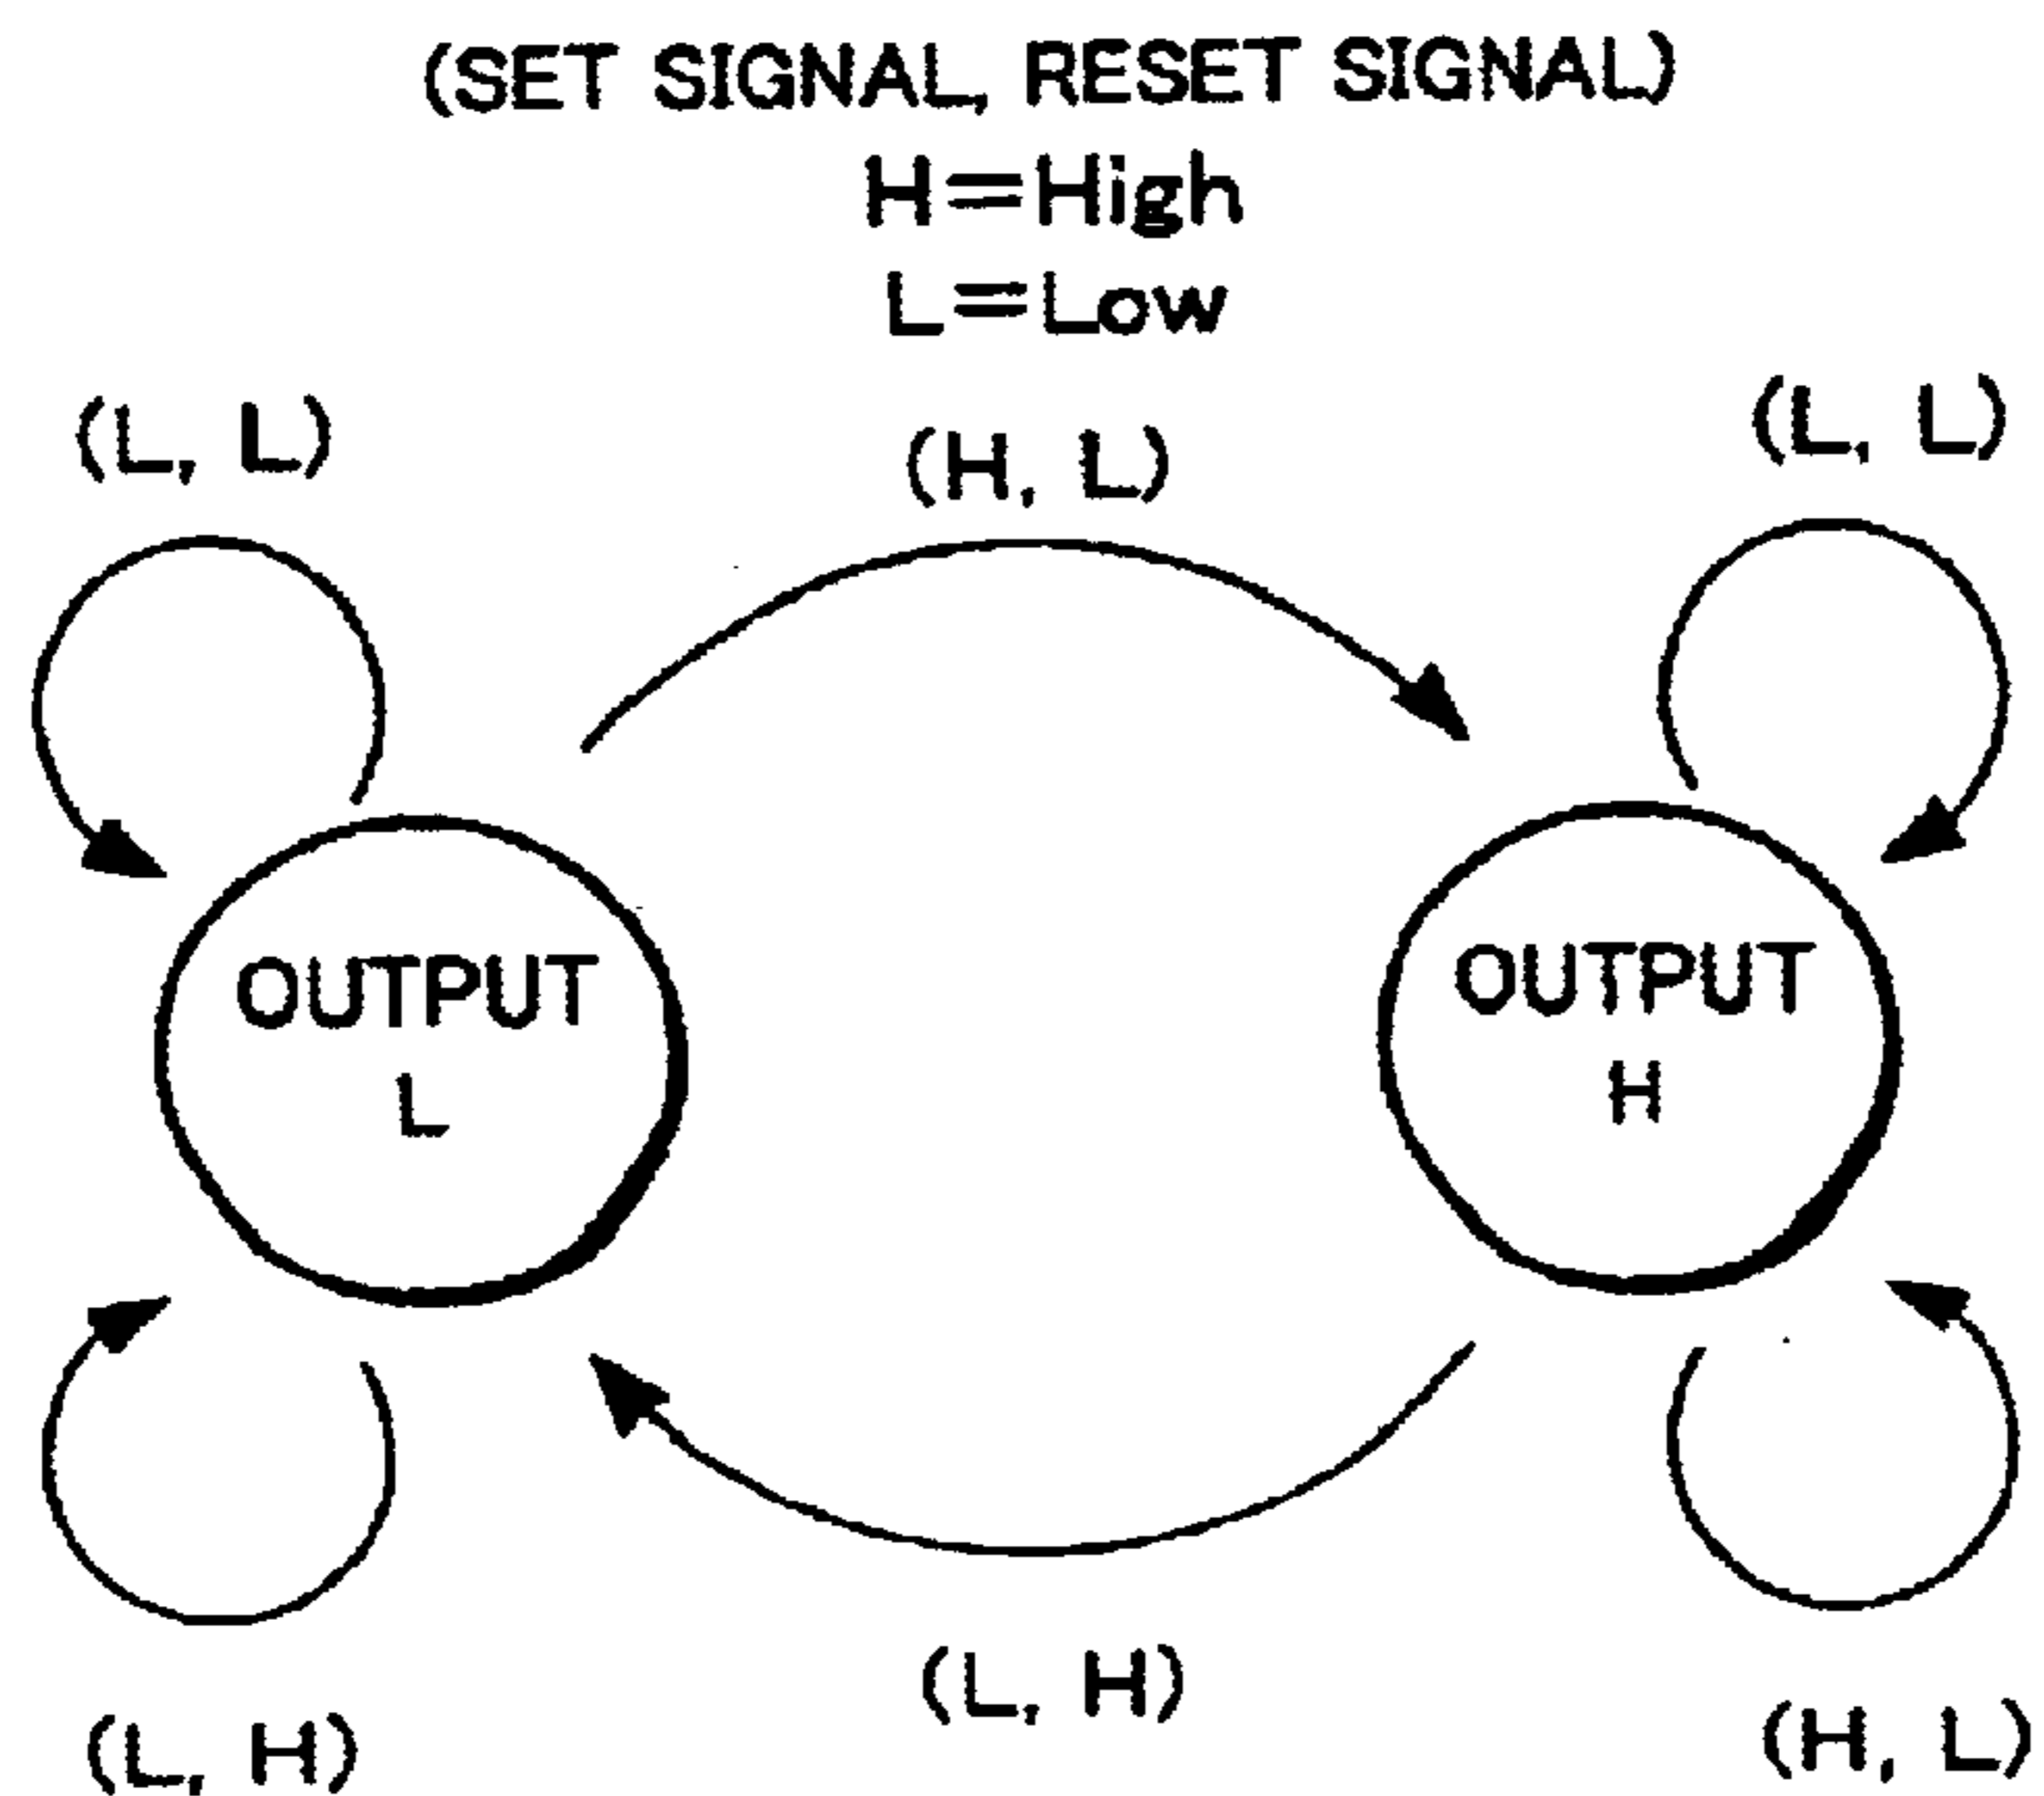 (SET SIGNAL, RESET SIGNAL)
H=High
L=Low
(L, L)
(H, L)
(L, L)
OUTPUT
L
OUTPUT
H
(L, H)
(L, H)
(H, L)